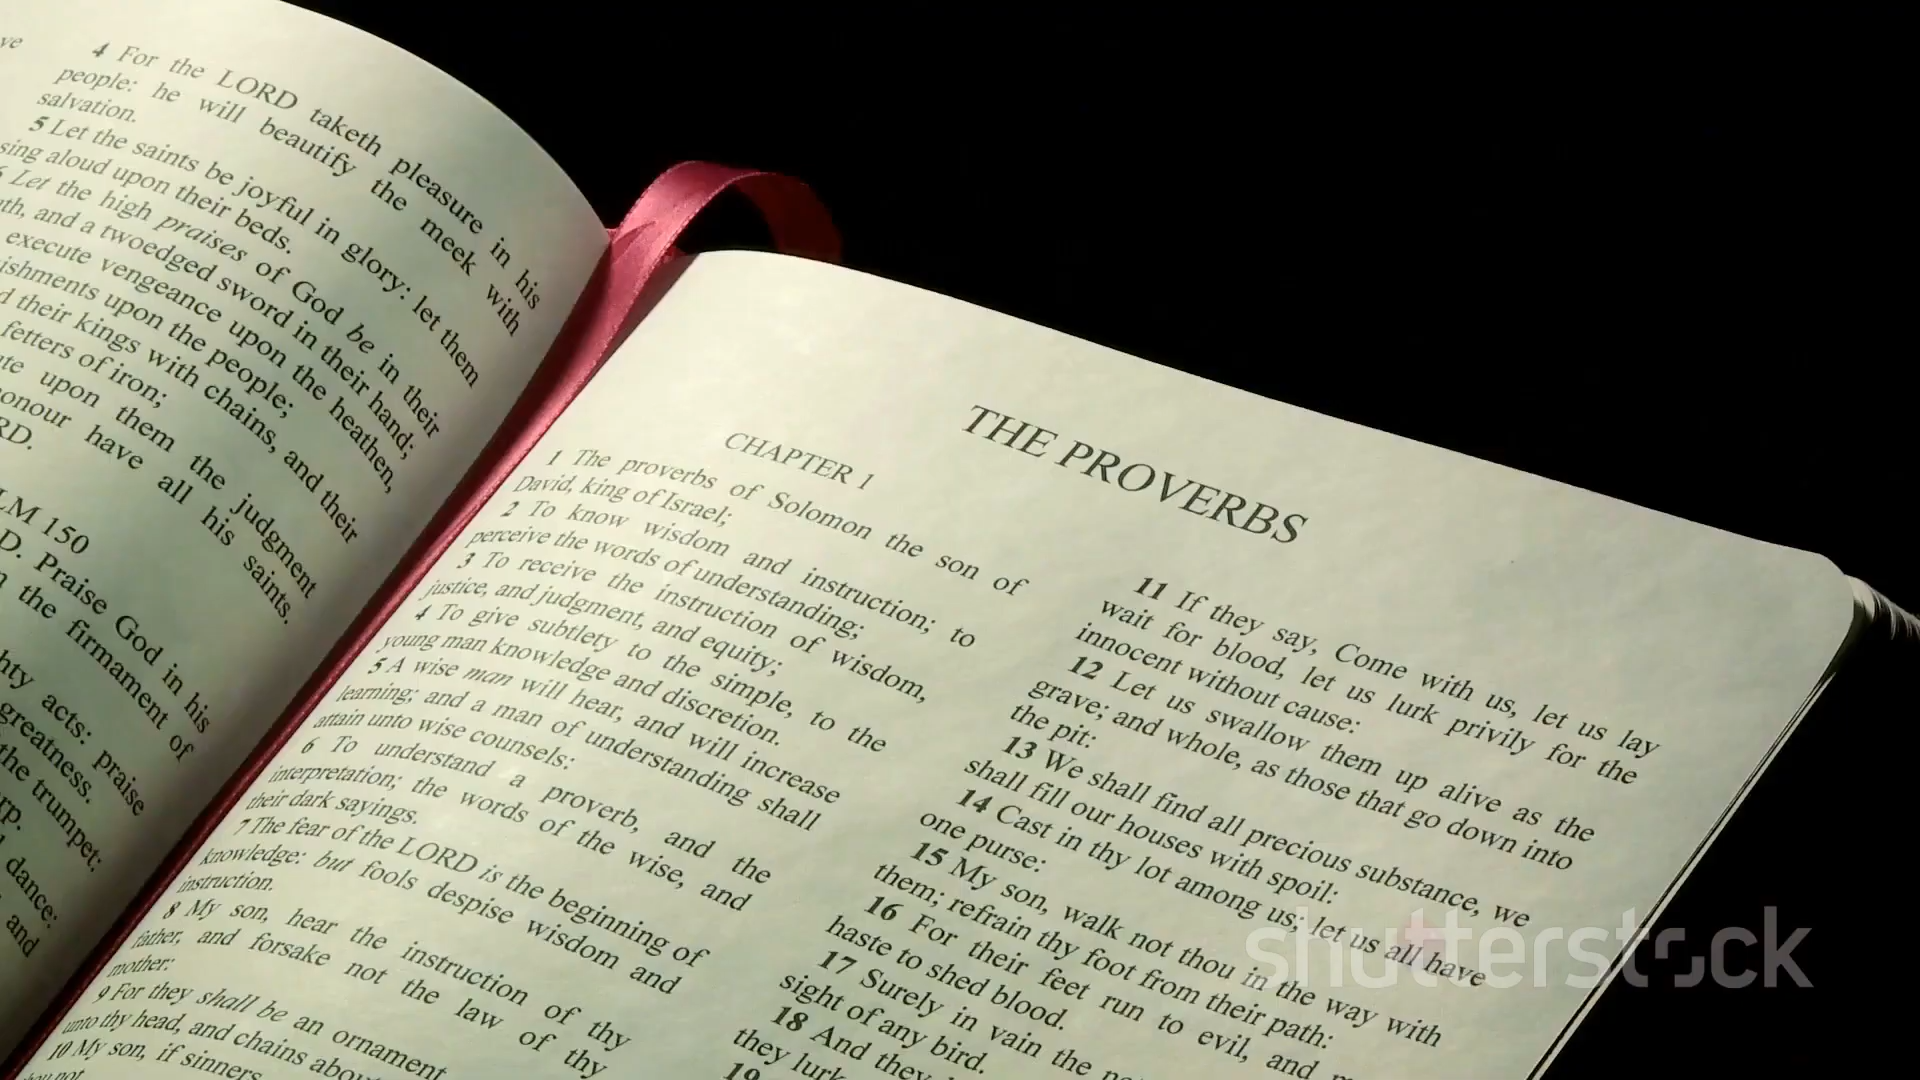 4 For the LORD taketh pleasure in his
people: he will beautify the meek with
salvation.
5 Let the saints be joyful in glory: let them
sing aloud upon their beds.
Let the high praises of God be in their
and a twoedged sword in their hand;
execute vengeance upon the heathen,
upon the people;
their kings with chains, and their
fetters of iron;
upon them the judgment
have all his saints.
150
Praise God in his
the firmament of
acts: praise
greatness.
the trumpet:
dance:
and
THE PROVERBS
CHAPTER 1
1 The proverbs of Solomon the son of
David, king of Israel;
2 To know wisdom and instruction; to
perceive the words of understanding;
3 To receive the instruction of wisdom,
justice, and judgment, and equity;
4 To give subtlety to the simple, to the
young man knowledge and discretion.
5 A wise man will hear, and will increase
learning; and a man of understanding shall
attain unto wise counsels:
6 To understand a proverb, and the
interpretation; the words of the wise, and
their dark sayings.
7 The fear of the LORD is the beginning of
knowledge: but fools despise wisdom and
instruction.
8 My son, hear the instruction of thy
father, and forsake not the law of thy
mother:
9 For they shall be an ornament
unto thy head, and chains about
10 My son, if sinners
not.
11 If they say, Come with us, let us lay
wait for blood, let us lurk privily for the
innocent without cause:
12 Let us swallow them up alive as the
grave; and whole, as those that go down into
the pit:
13 We shall find all precious substance, we
shall fill our houses with spoil:
14 Cast in thy lot among us; let us all have
one purse:
15 My son, walk not thou in the way with
them; refrain thy foot from their path:
16 For their feet run to evil, and
haste to shed blood.
17 Surely in vain the
sight of any bird.
18 And they
they lurk
19
shutterstock